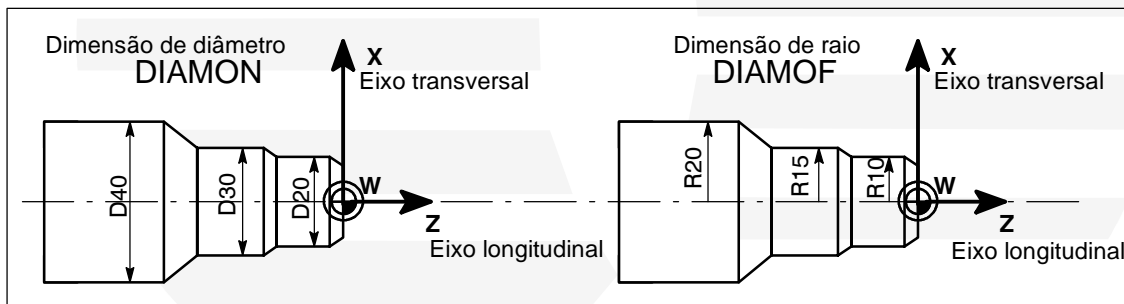 Dimensão de diâmetro
DIAMON
X
Eixo transversal
D40
D30
D20
W
Z
Eixo longitudinal
Dimensão de raio
DIAMOF
X
Eixo transversal
R20
R15
R10
W
Z
Eixo longitudinal